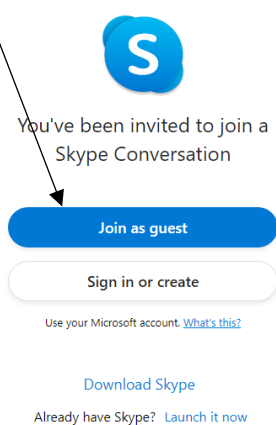 S
You've been invited to join a
Skype Conversation
Join as guest
Sign in or create
Use your Microsoft account. What's this?
Download Skype
Already have Skype? Launch it now